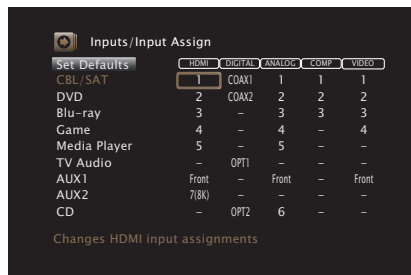 Inputs/Input Assign
Set Defaults HDMI DIGITAL ANALOG COMP VIDEO
CBL/SAT 1 COAX1 1 1 1
DVD 2 COAX2 2 2 2
Blu-ray 3 – 3 3 3
Game 4 – 4 – 4
Media Player 5 – 5 – –
TV Audio – OPT1 – – –
AUX1 Front – Front – Front
AUX2 7(8K) – – – –
CD – OPT2 6 – –
Changes HDMI input assignments